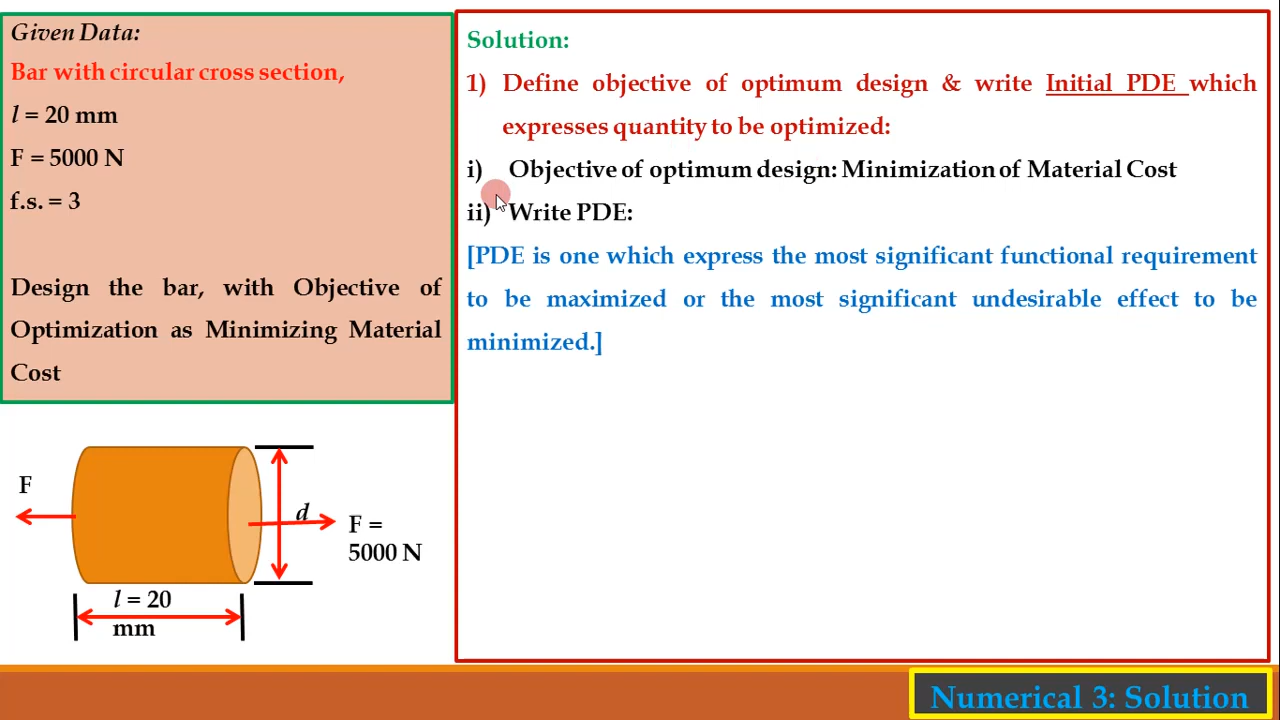 Given Data:
Bar with circular cross section,
l = 20 mm
F = 5000 N
f.s. = 3
Design the bar, with Objective of
Optimization as Minimizing Material
Cost
F
d
F =
5000 N
l = 20
mm
Solution:
1) Define objective of optimum design & write Initial PDE which
expresses quantity to be optimized:
i) Objective of optimum design: Minimization of Material Cost
ii) Write PDE:
[PDE is one which express the most significant functional requirement
to be maximized or the most significant undesirable effect to be
minimized.]
Numerical 3: Solution